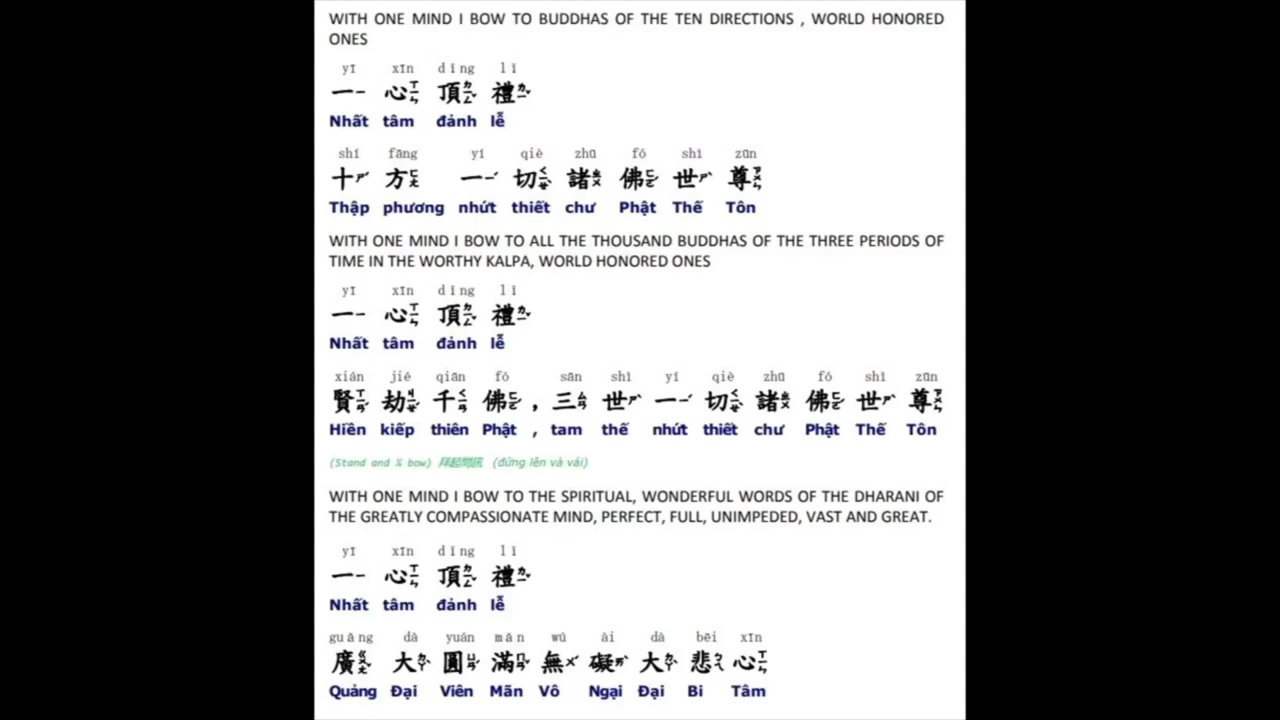 WITH ONE MIND I BOW TO BUDDHAS OF THE TEN DIRECTIONS , WORLD HONORED
ONES
yī xīn dǐng lǐ
一 心 頂 禮
Nhất tâm đảnh lễ
shí fāng yí qiè zhū fó shì zūn
十 方 一 切 諸 佛 世 尊
Thập phương nhứt thiết chư Phật Thế Tôn
WITH ONE MIND I BOW TO ALL THE THOUSAND BUDDHAS OF THE THREE PERIODS OF
TIME IN THE WORTHY KALPA, WORLD HONORED ONES
yī xīn dǐng lǐ
一 心 頂 禮
Nhất tâm đảnh lễ
xián jié qiān fó sān shì yí qiè zhū fó shì zūn
賢 劫 千 佛 , 三 世 一 切 諸 佛 世 尊
Hiền kiếp thiên Phật , tam thế nhứt thiết chư Phật Thế Tôn
(Stand and ½ bow) 拜起問訊 (đứng lên và vái)
WITH ONE MIND I BOW TO THE SPIRITUAL, WONDERFUL WORDS OF THE DHARANI OF
THE GREATLY COMPASSIONATE MIND, PERFECT, FULL, UNIMPEDED, VAST AND GREAT.
yī xīn dǐng lǐ
一 心 頂 禮
Nhất tâm đảnh lễ
guǎng dà yuán mǎn wú ài dà bēi xīn
廣 大 圓 滿 無 礙 大 悲 心
Quảng Đại Viên Mãn Vô Ngại Đại Bi Tâm